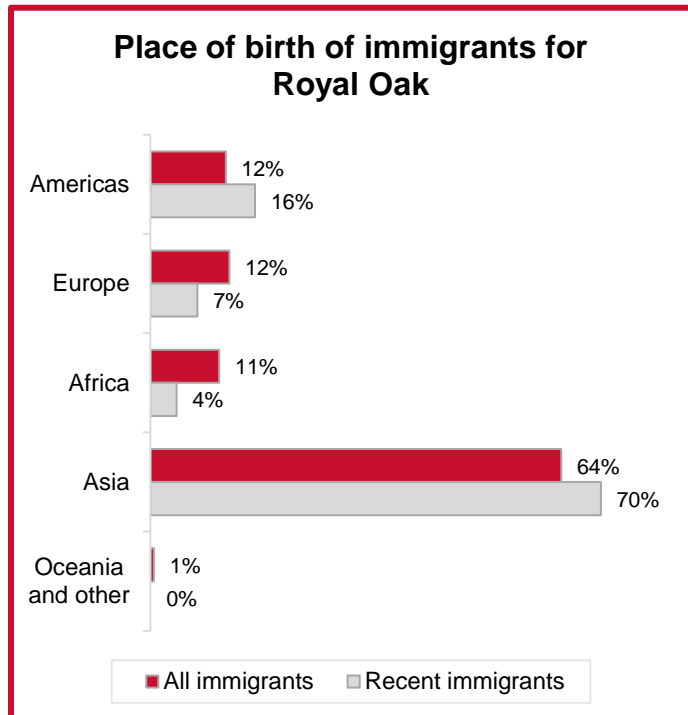 Place of birth of immigrants for
Royal Oak
Americas
12%
16%
Europe
12%
7%
Africa
11%
4%
Asia
64%
70%
Oceania
and other
1%
0%
All immigrants
Recent immigrants